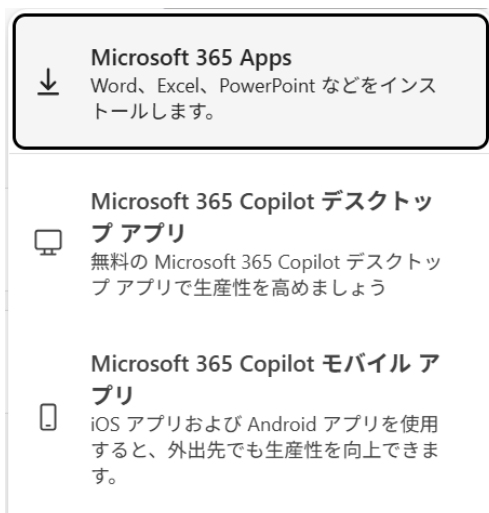 Microsoft 365 Apps
Word、Excel、PowerPoint などをインス
トールします。
Microsoft 365 Copilot デスクトッ
プ アプリ
無料の Microsoft 365 Copilot デスクトッ
プ アプリで生産性を高めましょう
Microsoft 365 Copilot モバイル ア
プリ
iOS アプリおよび Android アプリを使用
すると、外出先でも生産性を向上できま
す。